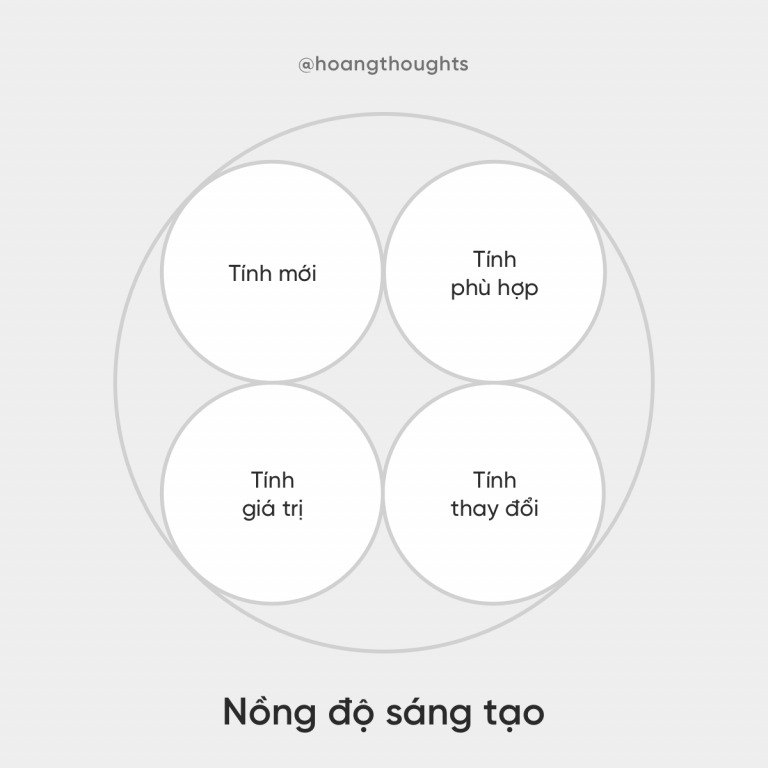 @hoangthoughts
Tính mới
Tính
phù hợp
Tính
giá trị
Tính
thay đổi
Nồng độ sáng tạo